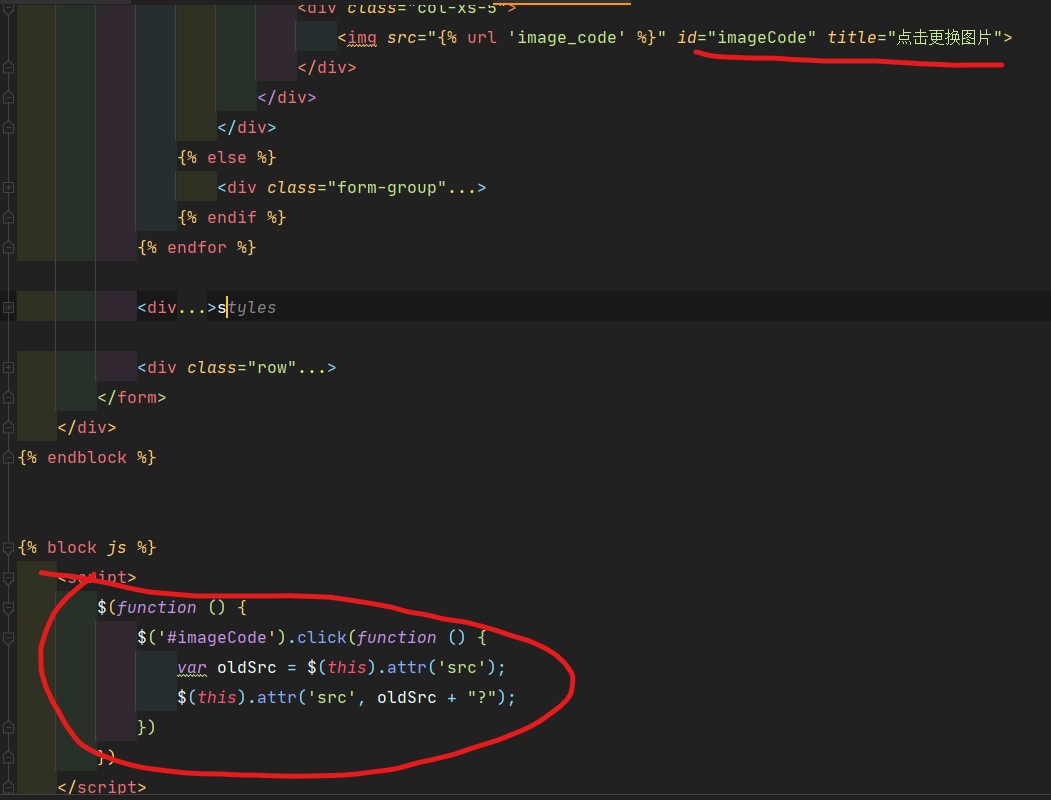 <div class="col-xs-5">
<img src="{% url 'image_code' %}" id="imageCode" title="点击更换图片">
</div>
</div>
</div>
{% else %}
<div class="form-group"...>
{% endif %}
{% endfor %}
<div...>styles
<div class="row"...>
</form>
</div>
{% endblock %}
{% block js %}
<script>
$(function () {
$('#imageCode').click(function () {
var oldSrc = $(this).attr('src');
$(this).attr('src', oldSrc + "?");
})
})
</script>